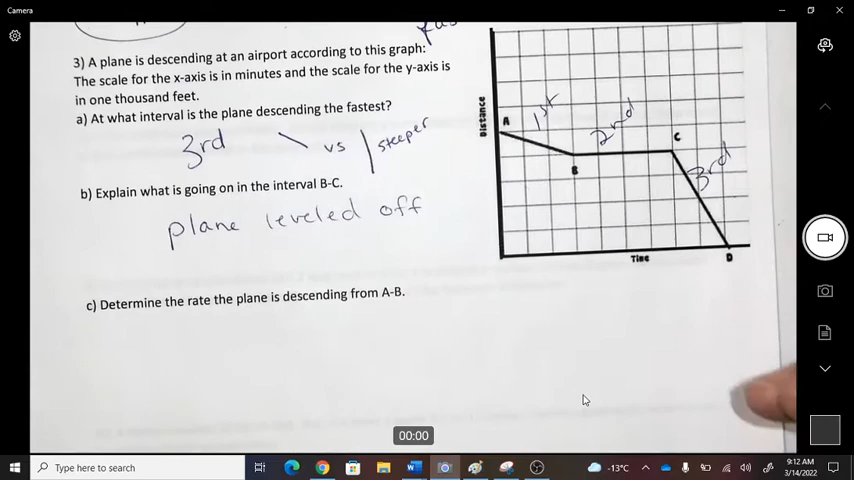 Camera
3) A plane is descending at an airport according to this graph:
The scale for the x-axis is in minutes and the scale for the y-axis is
in one thousand feet.
a) At what interval is the plane descending the fastest?
3rd vs steeper
b) Explain what is going on in the interval B-C.
plane leveled off
c) Determine the rate the plane is descending from A-B.
Distance
A
1st
2nd
B
C
3rd
Time
D
00:00
Type here to search
-13°C
9:12 AM
3/14/2022